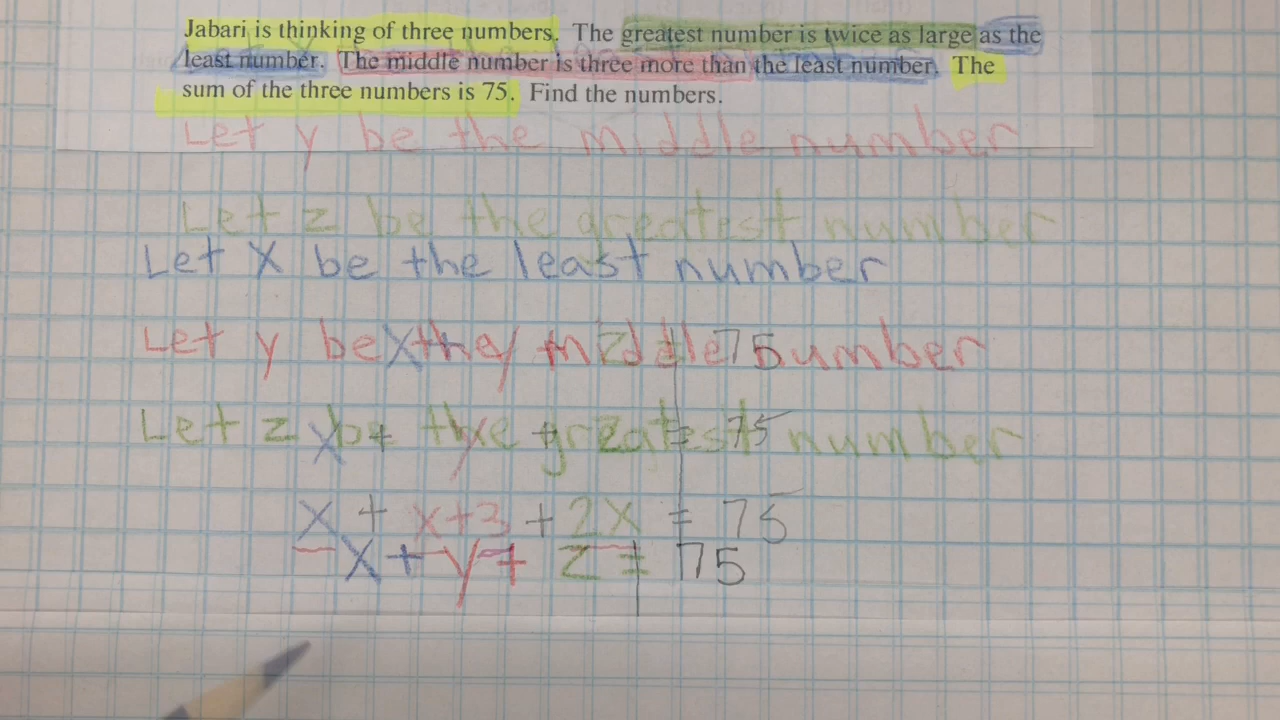 Jabari is thinking of three numbers. The greatest number is twice as large as the
least number. The middle number is three more than the least number. The
sum of the three numbers is 75. Find the numbers.
Let y be the middle number
Let z be the greatest number
Let x be the least number
Let y be the middle number
x y z = 75
Let z be the greatest number
x + y + z = 75
x + x+3 + 2x = 75
x + y + z = 75